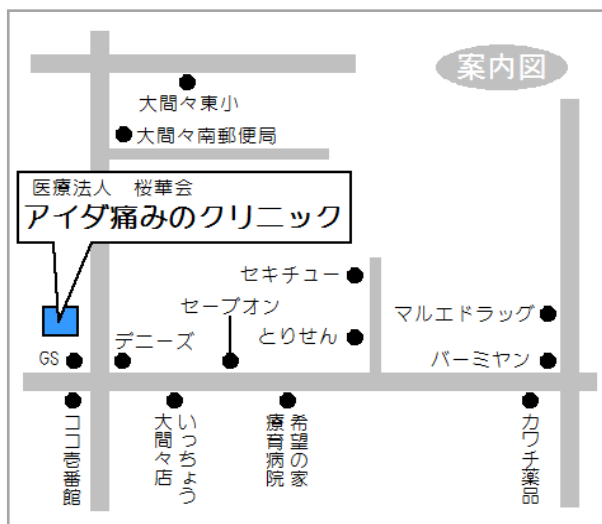 案内図
大間々東小
大間々南郵便局
医療法人 桜華会
アイダ痛みのクリニック
セキチュー
セーブオン
マルエドラッグ
デニーズ
とりせん
GS
バーミヤン
ココ壱番館
いっちょう
大間々店
希望の家
療育病院
カワチ薬品